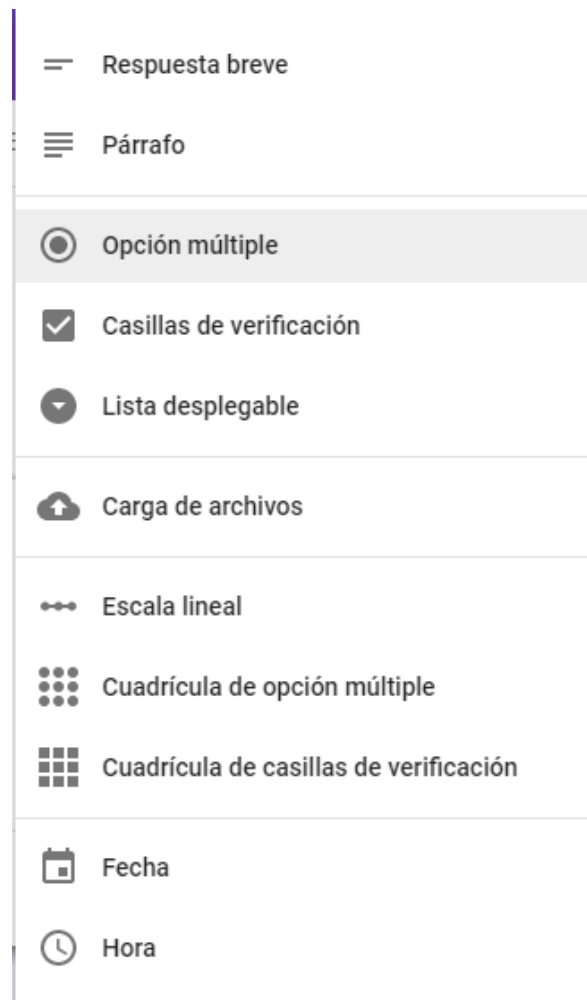 Respuesta breve
Párrafo
Opción múltiple
Casillas de verificación
Lista desplegable
Carga de archivos
Escala lineal
Cuadrícula de opción múltiple
Cuadrícula de casillas de verificación
Fecha
Hora